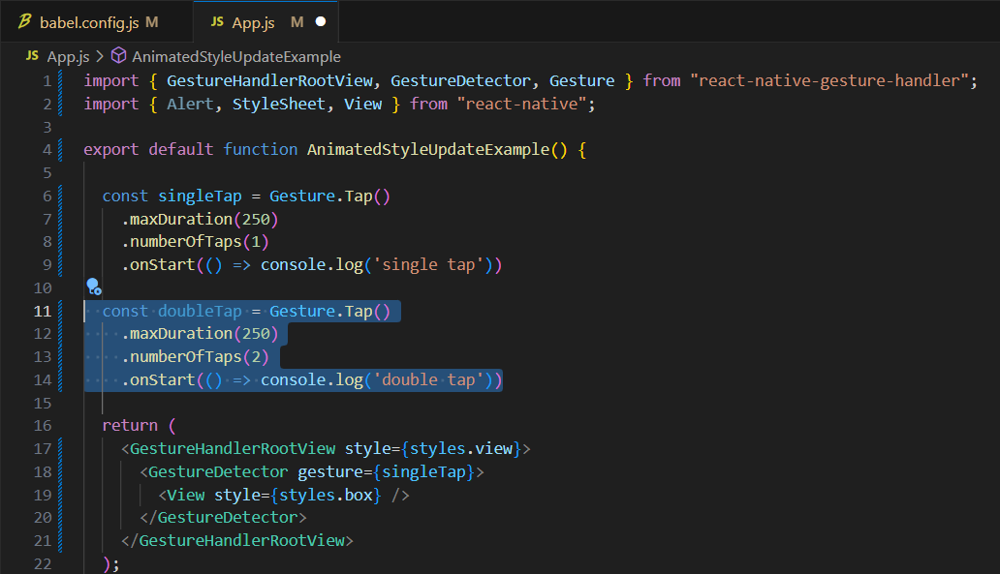 babel.config.js M
JS App.js M
JS App.js > AnimatedStyleUpdateExample
1 import { GestureHandlerRootView, GestureDetector, Gesture } from "react-native-gesture-handler";
2 import { Alert, StyleSheet, View } from "react-native";
3
4 export default function AnimatedStyleUpdateExample() {
5
6   const singleTap = Gesture.Tap()
7     .maxDuration(250)
8     .numberOfTaps(1)
9     .onStart(() => console.log('single tap'))
10
11   const doubleTap = Gesture.Tap()
12     .maxDuration(250)
13     .numberOfTaps(2)
14     .onStart(() => console.log('double tap'))
15
16   return (
17     <GestureHandlerRootView style={styles.view}>
18       <GestureDetector gesture={singleTap}>
19         <View style={styles.box} />
20       </GestureDetector>
21     </GestureHandlerRootView>
22   );